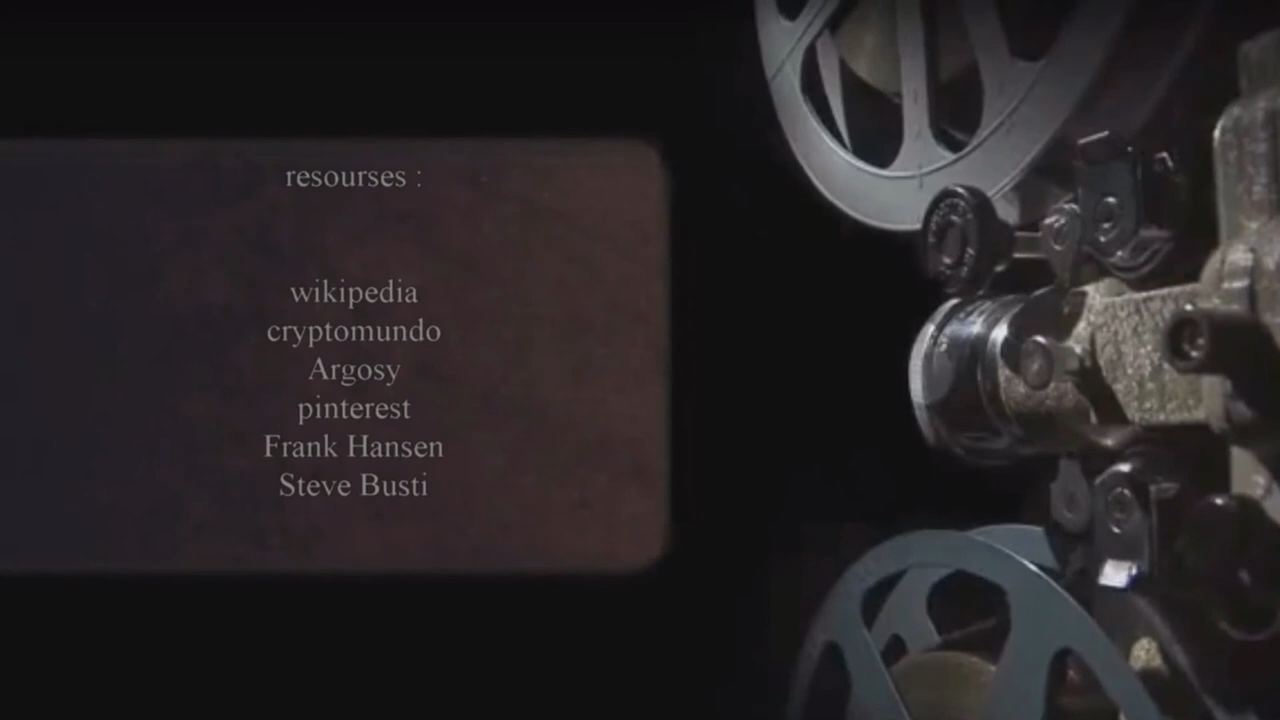 resourses :
wikipedia
cryptomundo
Argosy
pinterest
Frank Hansen
Steve Busti